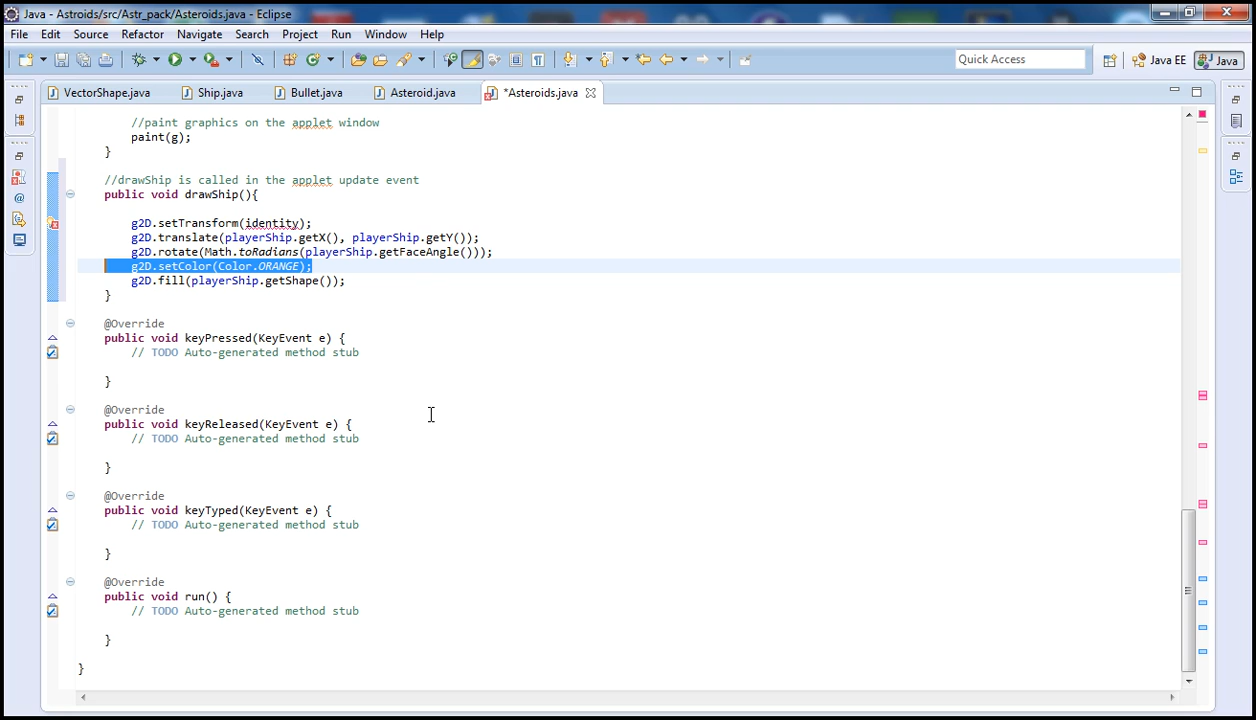 Java - Astroids/src/Astr_pack/Asteroids.java - Eclipse
File Edit Source Refactor Navigate Search Project Run Window Help
Quick Access
Java EE
Java
VectorShape.java
Ship.java
Bullet.java
Asteroid.java
*Asteroids.java
//paint graphics on the applet window
paint(g);
}
//drawShip is called in the applet update event
public void drawShip(){
g2D.setTransform(identity);
g2D.translate(playerShip.getX(), playerShip.getY());
g2D.rotate(Math.toRadians(playerShip.getFaceAngle()));
g2D.setColor(Color.ORANGE);
g2D.fill(playerShip.getShape());
}
@Override
public void keyPressed(KeyEvent e) {
// TODO Auto-generated method stub
}
@Override
public void keyReleased(KeyEvent e) {
// TODO Auto-generated method stub
}
@Override
public void keyTyped(KeyEvent e) {
// TODO Auto-generated method stub
}
@Override
public void run() {
// TODO Auto-generated method stub
}
}